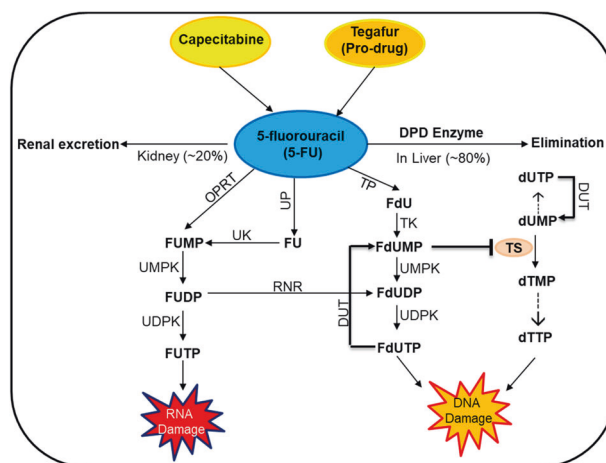 Capecitabine
Tegafur
(Pro-drug)
5-fluorouracil
(5-FU)
Renal excretion
Kidney (~20%)
DPD Enzyme
In Liver (~80%)
Elimination
dUTP
DUT
dUMP
OPRT
UP
TP
FdU
TK
FUMP
UK
FU
FdUMP
TS
UMPK
UMPK
dTMP
FUDP
RNR
FdUDP
DUT
UDPK
UDPK
dTTP
FUTP
FdUTP
RNA
Damage
DNA
Damage